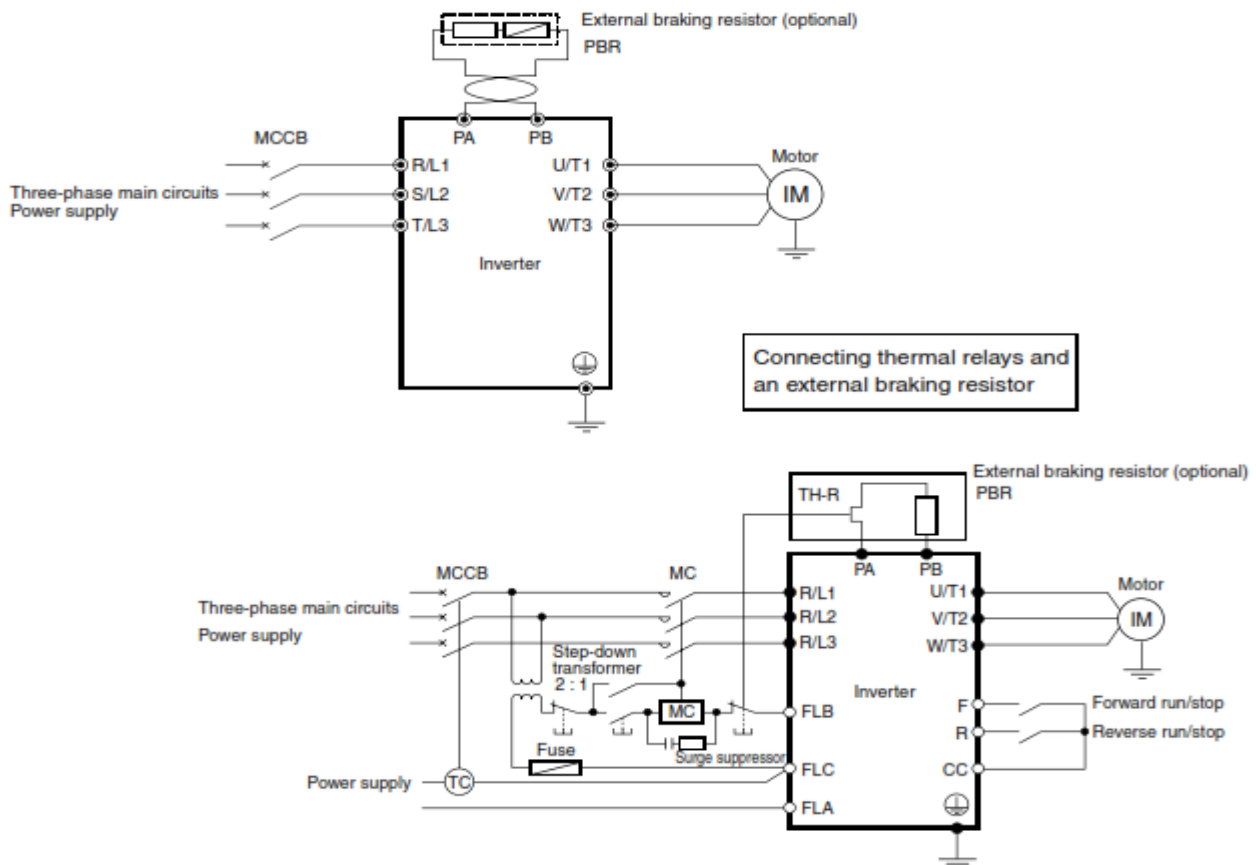 External braking resistor (optional)
PBR
PA
PB
MCCB
R/L1
U/T1
Motor
Three-phase main circuits
Power supply
S/L2
V/T2
IM
T/L3
W/T3
Inverter
Connecting thermal relays and
an external braking resistor
External braking resistor (optional)
PBR
TH-R
PA
PB
MCCB
MC
R/L1
U/T1
Motor
Three-phase main circuits
Power supply
R/L2
V/T2
IM
R/L3
W/T3
Step-down
transformer
2 : 1
Inverter
MC
FLB
F
Forward run/stop
R
Reverse run/stop
Fuse
Surge suppressor
Power supply
TC
FLC
CC
FLA